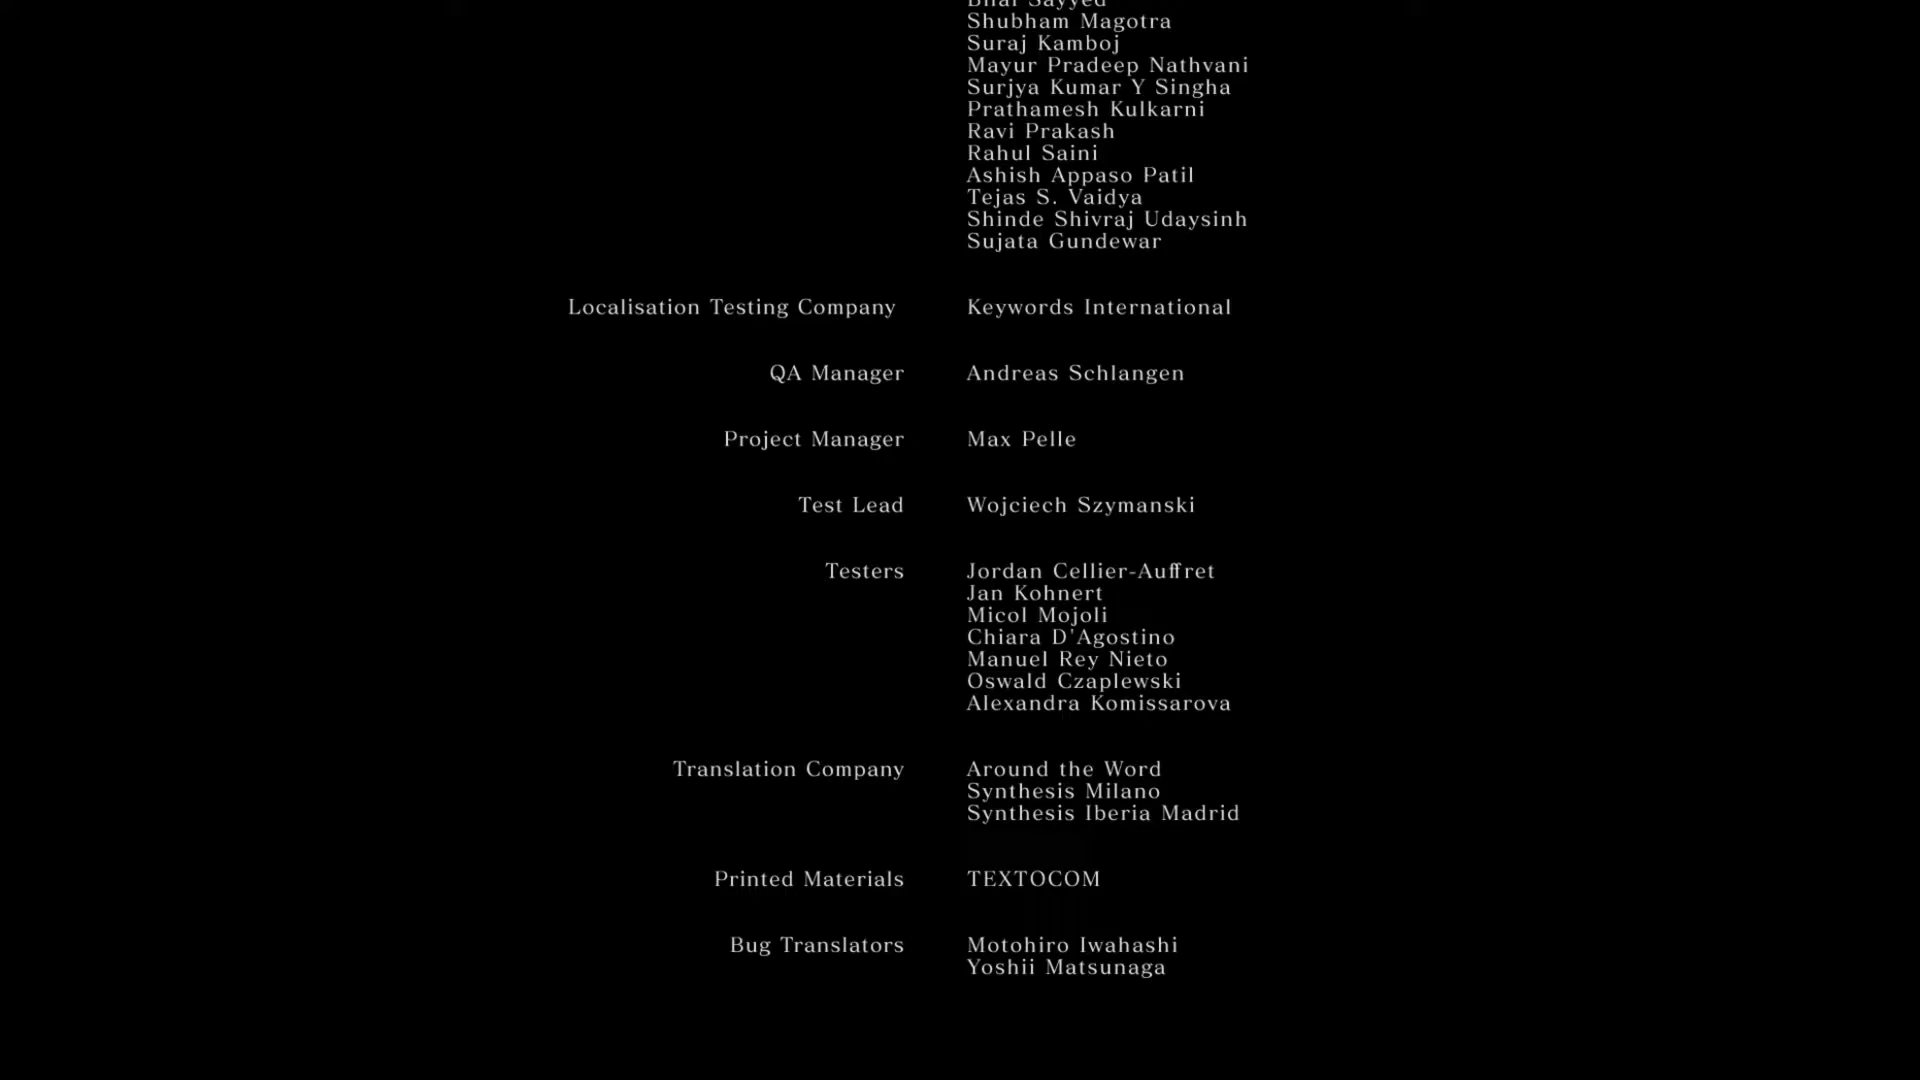 Bilal Sayyed
Shubham Magotra
Suraj Kamboj
Mayur Pradeep Nathvani
Surjya Kumar Y Singha
Prathamesh Kulkarni
Ravi Prakash
Rahul Saini
Ashish Appaso Patil
Tejas S. Vaidya
Shinde Shivraj Udaysinh
Sujata Gundewar
Localisation Testing Company Keywords International
QA Manager Andreas Schlangen
Project Manager Max Pelle
Test Lead Wojciech Szymanski
Testers Jordan Cellier-Auffret
Jan Kohnert
Micol Mojoli
Chiara D'Agostino
Manuel Rey Nieto
Oswald Czaplewski
Alexandra Komissarova
Translation Company Around the Word
Synthesis Milano
Synthesis Iberia Madrid
Printed Materials TEXTOCOM
Bug Translators Motohiro Iwahashi
Yoshii Matsunaga